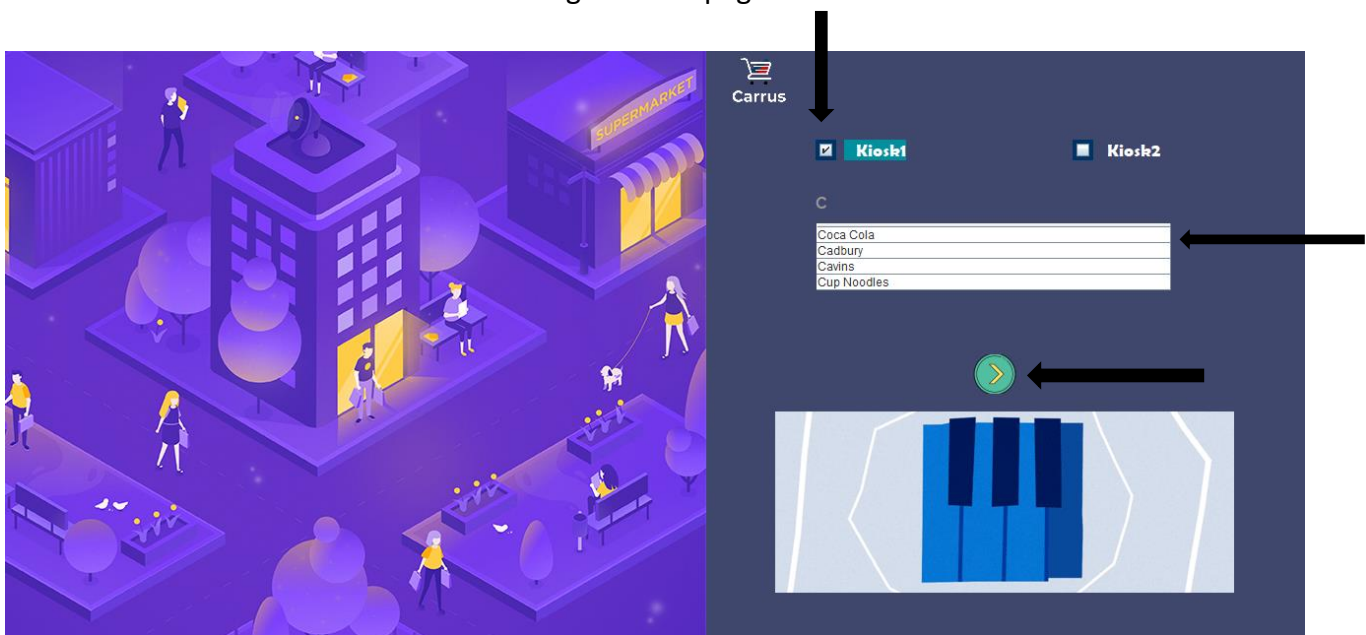 SUPERMARKET
Carrus
Kiosk1 Kiosk2
C
Coca Cola
Cadbury
Cavins
Cup Noodles